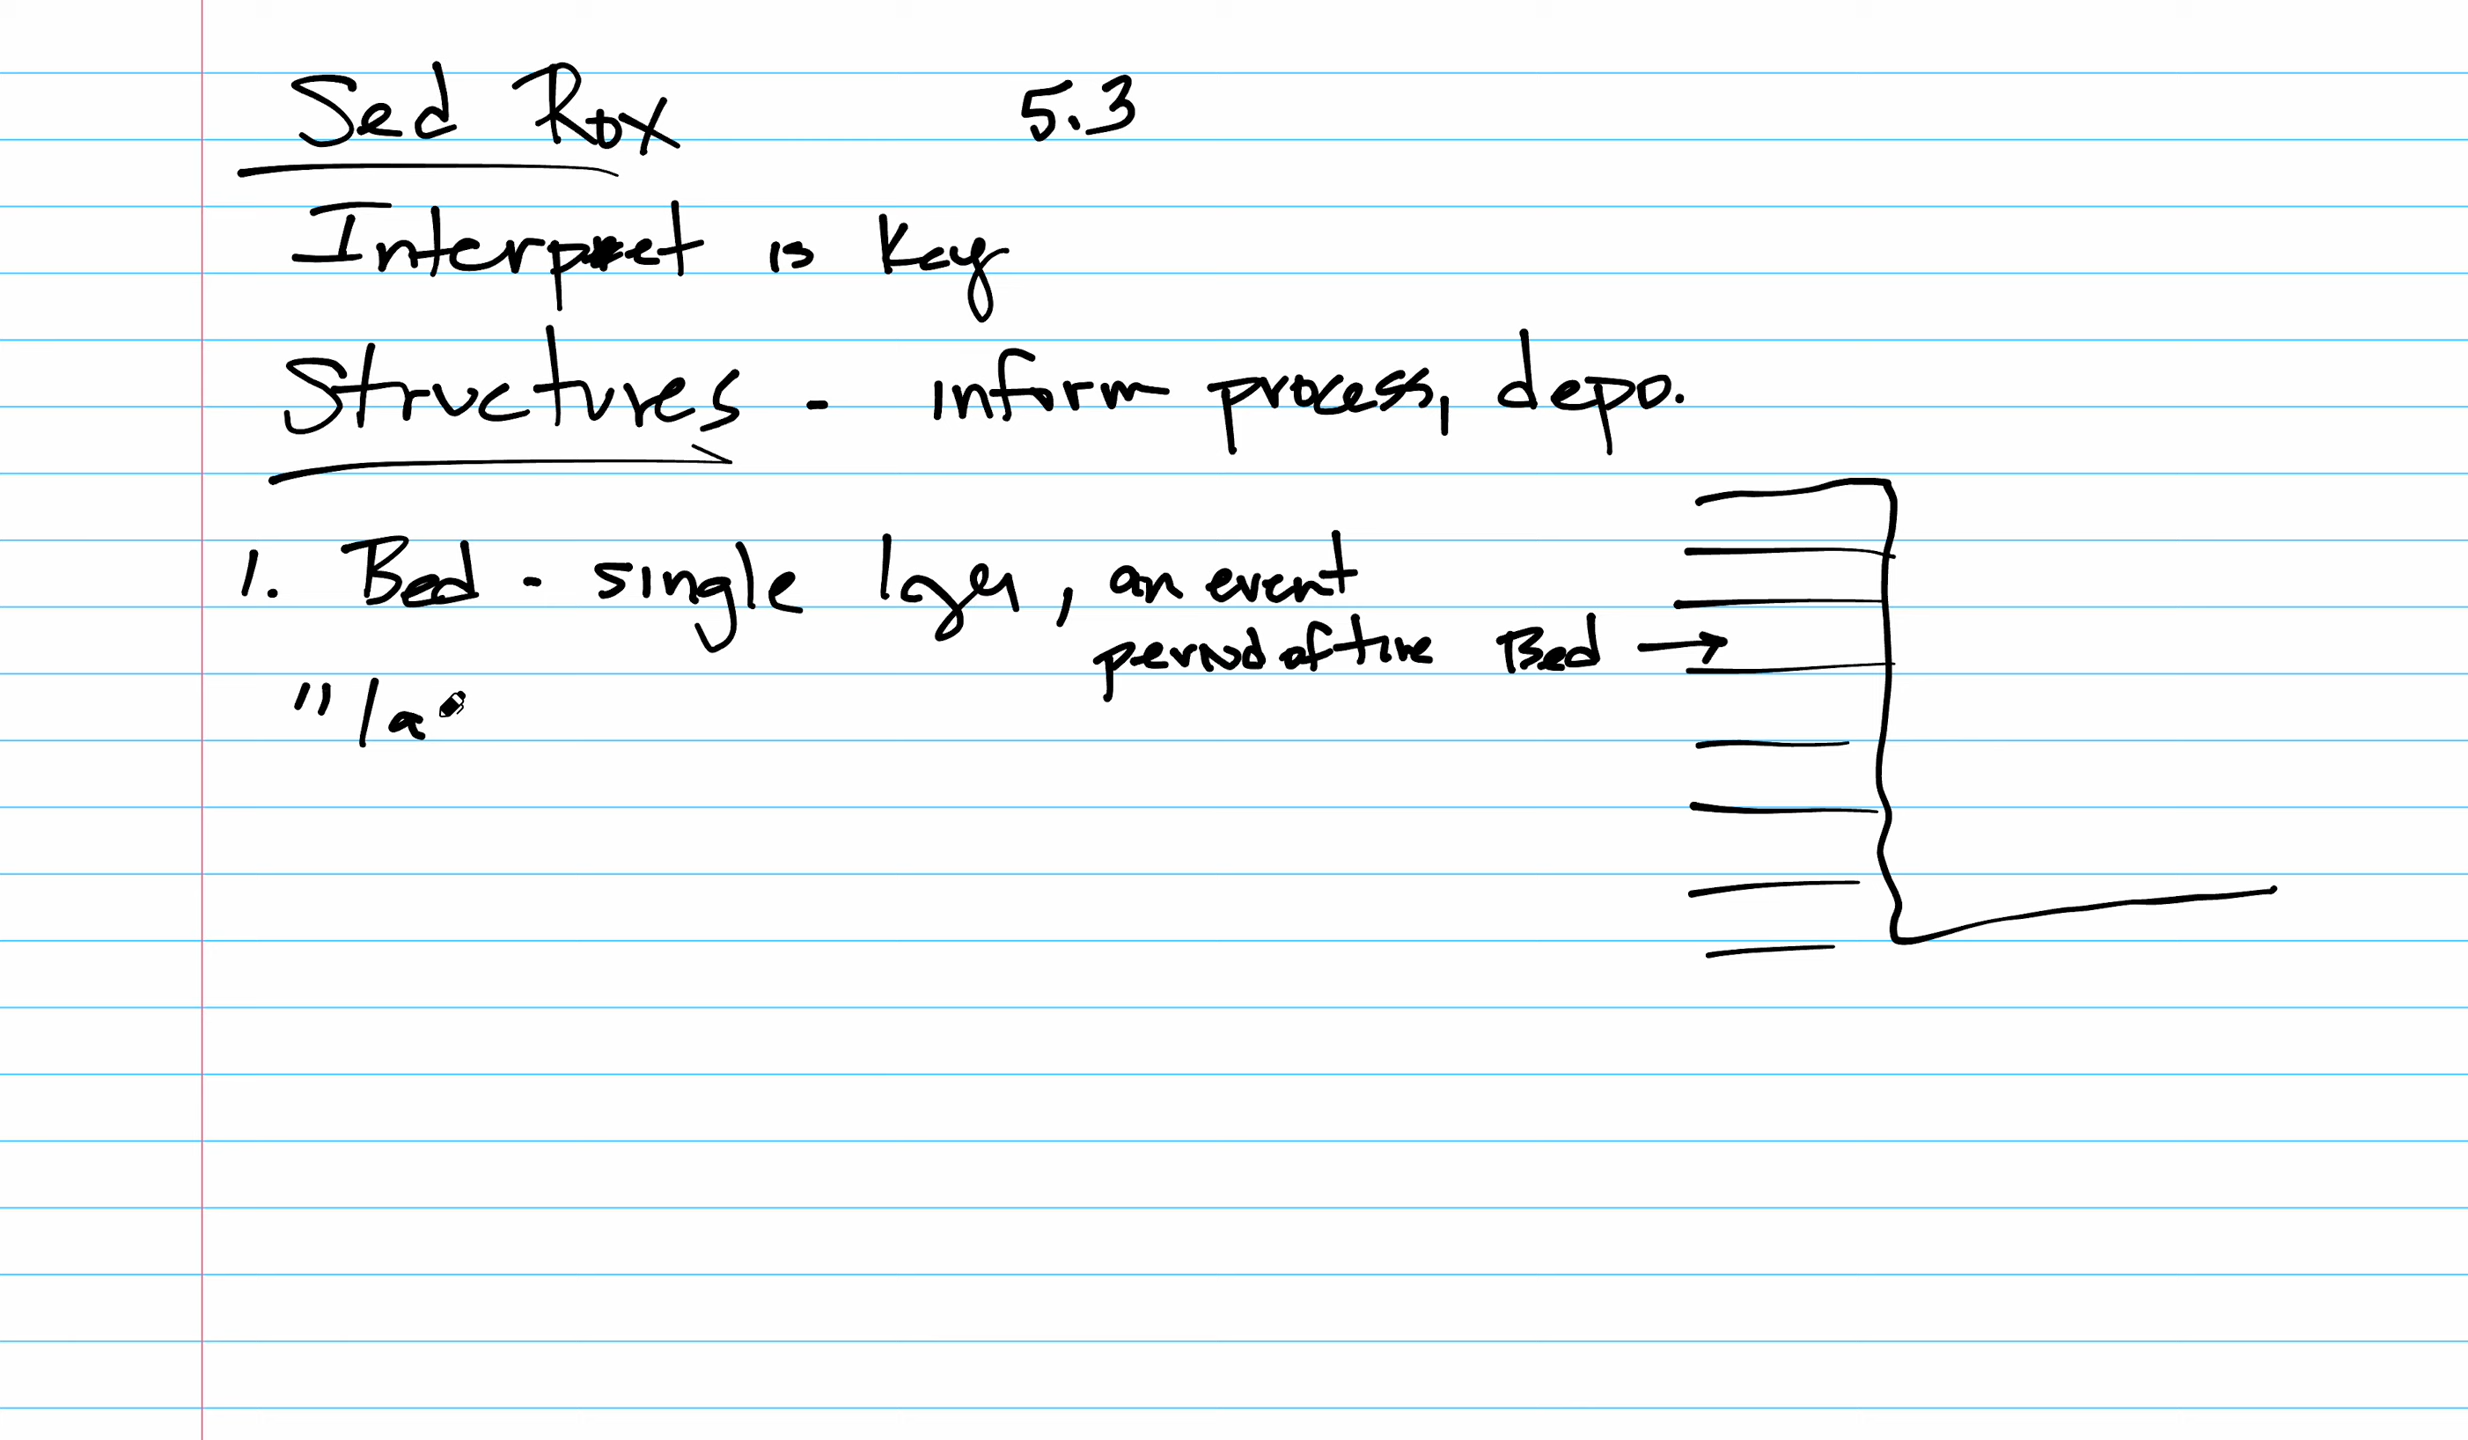 Sed Rox 5.3
Interpret is key
Structures - inform process, depo.
1. Bed - single layer, an event
period of time Bed →
"/a